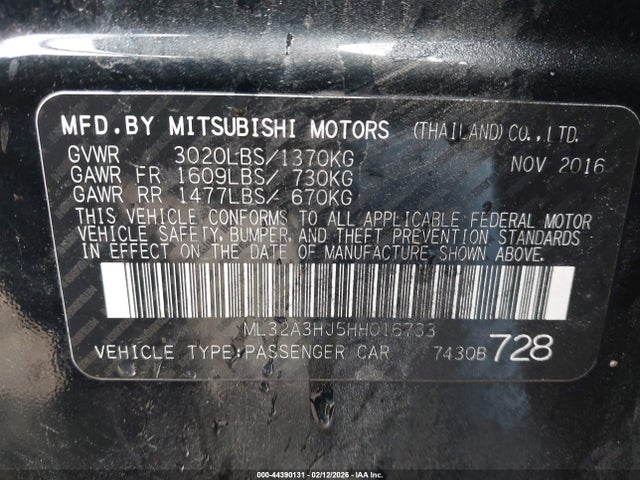 MFD.BY MITSUBISHI MOTORS (THAILAND) CO.,LTD.
GVWR 3020LBS/1370KG NOV 2016
GAWR FR 1609LBS/ 730KG
GAWR RR 1477LBS/ 670KG
THIS VEHICLE CONFORMS TO ALL APPLICABLE FEDERAL MOTOR
VEHICLE SAFETY, BUMPER, AND THEFT PREVENTION STANDARDS
IN EFFECT ON THE DATE OF MANUFACTURE SHOWN ABOVE.
ML32A3HJ5HH016733
VEHICLE TYPE:PASSENGER CAR 7430B 728
000-44390131 - 02/12/2026 - IAA Inc.